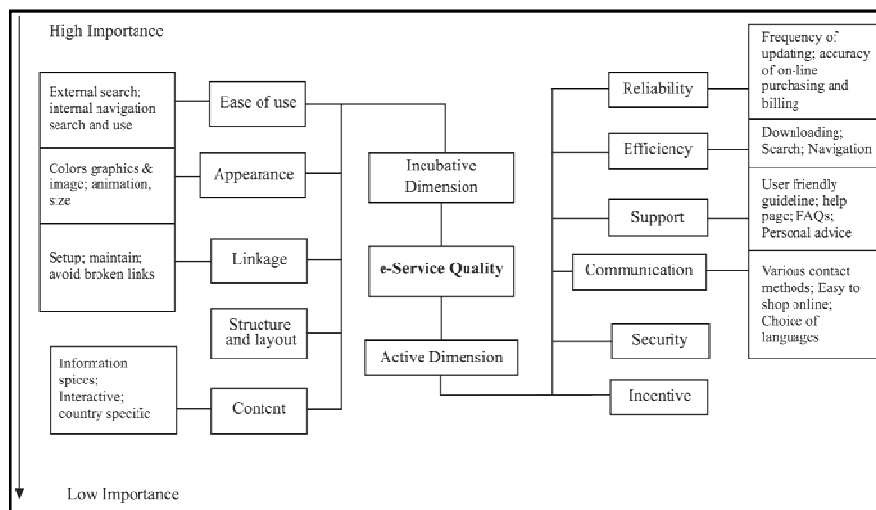 High Importance
External search;
internal navigation
search and use
Ease of use
Colors graphics &
image; animation,
size
Appearance
Setup; maintain;
avoid broken links
Linkage
Structure
and layout
Information
spices;
Interactive;
country specific
Content
Incubative
Dimension
e-Service Quality
Active Dimension
Reliability
Frequency of
updating; accuracy
of on-line
purchasing and
billing
Efficiency
Downloading;
Search; Navigation
Support
User friendly
guideline; help
page; FAQs;
Personal advice
Communication
Various contact
methods; Easy to
shop online;
Choice of
languages
Security
Incentive
Low Importance